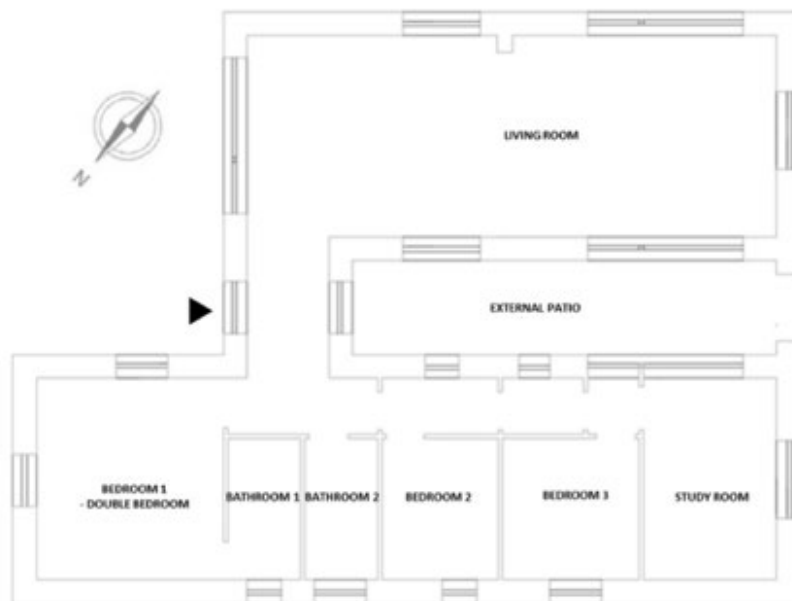 N
LIVING ROOM
EXTERNAL PATIO
BEDROOM 1
- DOUBLE BEDROOM
BATHROOM 1
BATHROOM 2
BEDROOM 2
BEDROOM 3
STUDY ROOM